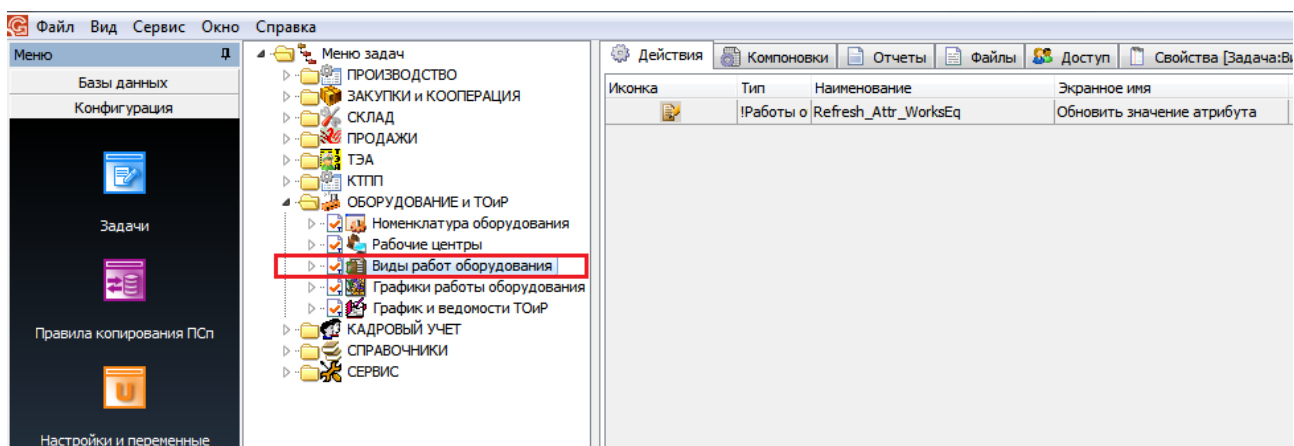 Файл Вид Сервис Окно Справка
Меню
Базы данных
Конфигурация
Задачи
Правила копирования ПСп
Настройки и переменные
Меню задач
ПРОИЗВОДСТВО
ЗАКУПКИ и КООПЕРАЦИЯ
СКЛАД
ПРОДАЖИ
ТЭА
КТПП
ОБОРУДОВАНИЕ и ТОиР
Номенклатура оборудования
Рабочие центры
Виды работ оборудования
Графики работы оборудования
График и ведомости ТОиР
КАДРОВЫЙ УЧЕТ
СПРАВОЧНИКИ
СЕРВИС
Действия Компоновки Отчеты Файлы Доступ Свойства [Задача:Ви
Иконка Тип Наименование Экранное имя
!Работы о Refresh_Attr_WorksEq Обновить значение атрибута